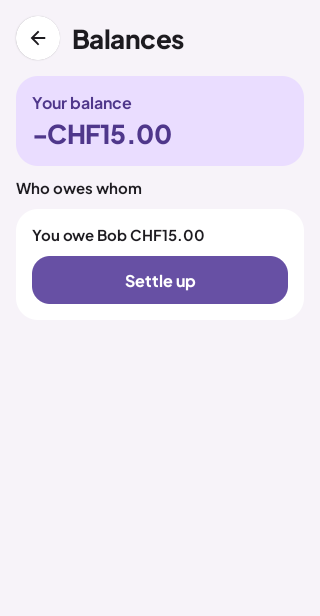 Balances
Your balance
−CHF15.00
Who owes whom
You owe Bob CHF15.00
Settle up